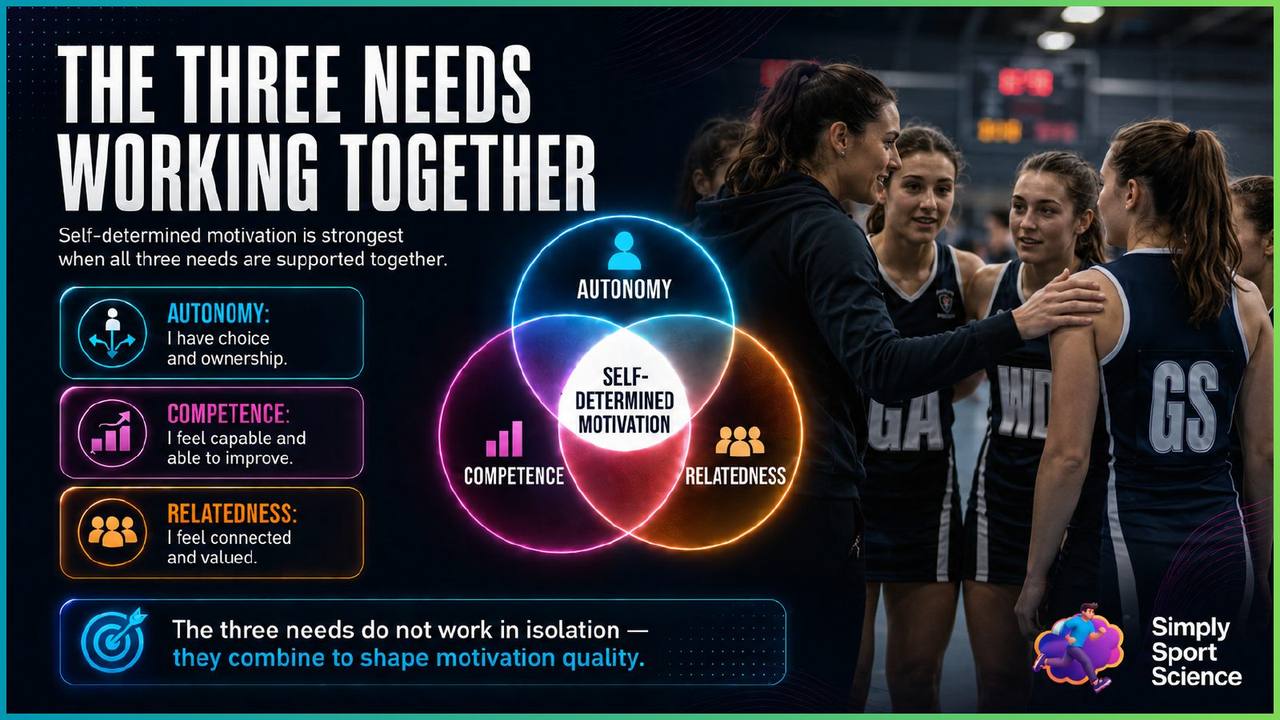 THE THREE NEEDS
WORKING TOGETHER
Self-determined motivation is strongest
when all three needs are supported together.
AUTONOMY:
I have choice
and ownership.
COMPETENCE:
I feel capable and
able to improve.
RELATEDNESS:
I feel connected
and valued.
AUTONOMY
SELF-
DETERMINED
MOTIVATION
COMPETENCE
RELATEDNESS
The three needs do not work in isolation —
they combine to shape motivation quality.
GA
WD
GS
Simply
Sport
Science